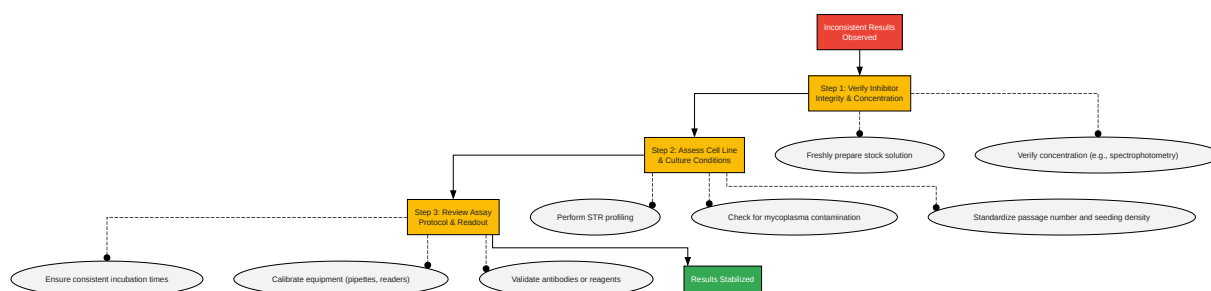 Inconsistent Results
Observed
Step 1: Verify Inhibitor
Integrity & Concentration
Freshly prepare stock solution
Verify concentration (e.g., spectrophotometry)
Step 2: Assess Cell Line
& Culture Conditions
Perform STR profiling
Check for mycoplasma contamination
Standardize passage number and seeding density
Step 3: Review Assay
Protocol & Readout
Ensure consistent incubation times
Calibrate equipment (pipettes, readers)
Validate antibodies or reagents
Results Stabilized